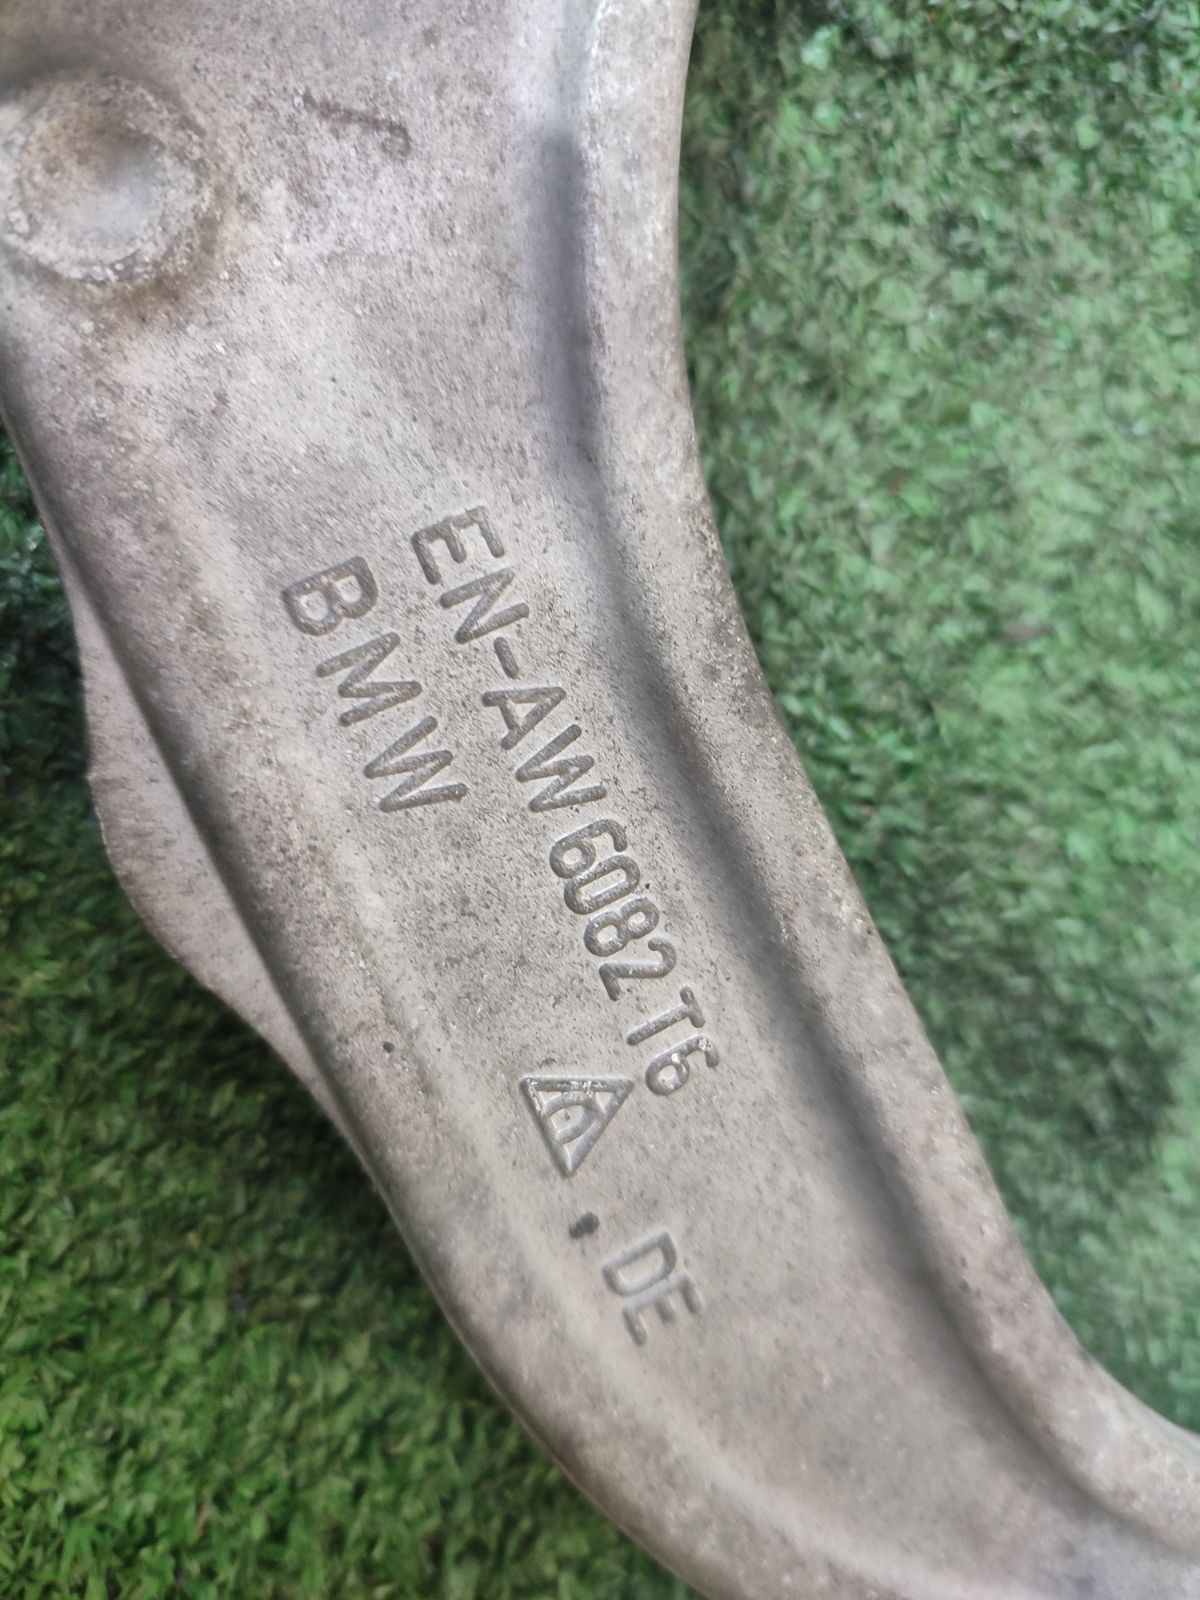 EN-AW 6082 T6
BMW
, DE